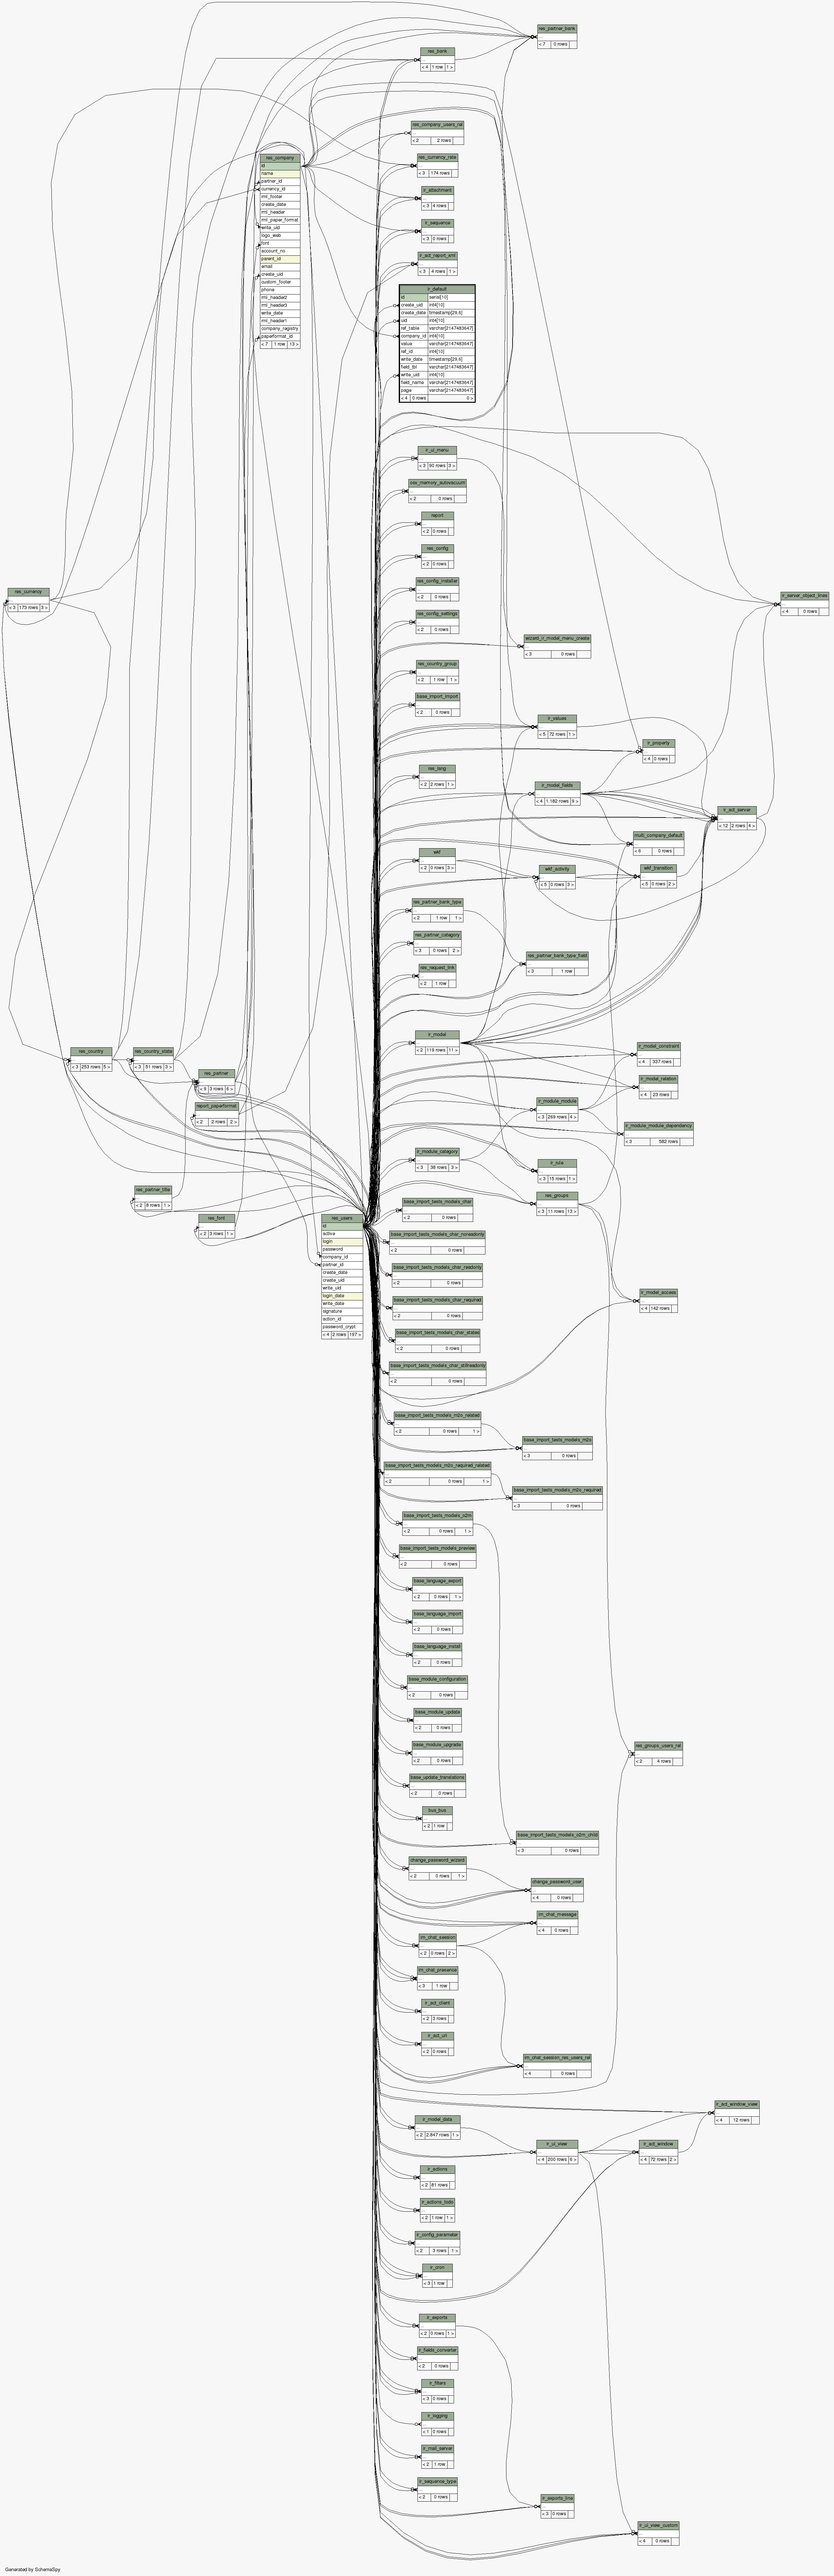 res_partner_bank
...
< 7 0 rows
res_bank
...
< 4 1 row 1 >
res_company_users_rel
...
< 2 2 rows
res_currency_rate
...
< 3 174 rows
ir_attachment
...
< 3 4 rows
ir_sequence
...
< 3 0 rows
ir_act_report_xml
...
< 3 4 rows 1 >
res_company
id
name
partner_id
currency_id
rml_footer
create_date
rml_header
rml_paper_format
write_uid
logo_web
font
account_no
parent_id
email
create_uid
custom_footer
phone
rml_header2
rml_header3
write_date
rml_header1
company_registry
paperformat_id
< 7 1 row 13 >
ir_default
id serial[10]
create_uid int4[10]
create_date timestamp[29,6]
uid int4[10]
ref_table varchar[2147483647]
company_id int4[10]
value varchar[2147483647]
ref_id int4[10]
write_date timestamp[29,6]
field_tbl varchar[2147483647]
write_uid int4[10]
field_name varchar[2147483647]
page varchar[2147483647]
< 4 0 rows 0 >
ir_ui_menu
...
< 3 90 rows 3 >
osv_memory_autovacuum
...
< 2 0 rows
report
...
< 2 0 rows
res_config
...
< 2 0 rows
res_config_installer
...
< 2 0 rows
res_config_settings
...
< 2 0 rows
res_currency
...
< 3 173 rows 3 >
ir_server_object_lines
...
< 4 0 rows
wizard_ir_model_menu_create
...
< 3 0 rows
res_country_group
...
< 2 1 row 1 >
base_import_import
...
< 2 0 rows
ir_values
...
< 5 72 rows 1 >
ir_property
...
< 4 0 rows
res_lang
...
< 2 2 rows 1 >
ir_model_fields
...
< 4 1.182 rows 9 >
ir_act_server
...
< 12 2 rows 4 >
multi_company_default
...
< 6 0 rows
wkf
...
< 2 0 rows 3 >
wkf_activity
...
< 5 0 rows 3 >
wkf_transition
...
< 5 0 rows 2 >
res_partner_bank_type
...
< 2 1 row 1 >
res_partner_category
...
< 3 0 rows 2 >
res_partner_bank_type_field
...
< 3 1 row
res_request_link
...
< 2 1 row
ir_model
...
< 2 119 rows 11 >
ir_model_constraint
...
< 4 337 rows
res_country
...
< 3 253 rows 5 >
res_country_state
...
< 3 51 rows 3 >
res_partner
...
< 9 3 rows 6 >
ir_model_relation
...
< 4 23 rows
report_paperformat
...
< 2 2 rows 2 >
ir_module_module
...
< 3 269 rows 4 >
ir_module_module_dependency
...
< 3 582 rows
ir_module_category
...
< 3 38 rows 3 >
ir_rule
...
< 3 15 rows 1 >
res_partner_title
...
< 2 8 rows 1 >
res_groups
...
< 3 11 rows 13 >
base_import_tests_models_char
...
< 2 0 rows
res_font
...
< 2 3 rows 1 >
res_users
id
active
login
password
company_id
partner_id
create_date
create_uid
write_uid
login_date
write_date
signature
action_id
password_crypt
< 4 2 rows 197 >
base_import_tests_models_char_noreadonly
...
< 2 0 rows
base_import_tests_models_char_readonly
...
< 2 0 rows
ir_model_access
...
< 4 142 rows
base_import_tests_models_char_required
...
< 2 0 rows
base_import_tests_models_char_states
...
< 2 0 rows
base_import_tests_models_char_stillreadonly
...
< 2 0 rows
base_import_tests_models_m2o_related
...
< 2 0 rows 1 >
base_import_tests_models_m2o
...
< 3 0 rows
base_import_tests_models_m2o_required_related
...
< 2 0 rows 1 >
base_import_tests_models_m2o_required
...
< 3 0 rows
base_import_tests_models_o2m
...
< 2 0 rows 1 >
base_import_tests_models_preview
...
< 2 0 rows
base_language_export
...
< 2 0 rows 1 >
base_language_import
...
< 2 0 rows
base_language_install
...
< 2 0 rows
base_module_configuration
...
< 2 0 rows
base_module_update
...
< 2 0 rows
base_module_upgrade
...
< 2 0 rows
res_groups_users_rel
...
< 2 4 rows
base_update_translations
...
< 2 0 rows
bus_bus
...
< 2 1 row
base_import_tests_models_o2m_child
...
< 3 0 rows
change_password_wizard
...
< 2 0 rows 1 >
change_password_user
...
< 4 0 rows
im_chat_message
...
< 4 0 rows
im_chat_session
...
< 2 0 rows 2 >
im_chat_presence
...
< 3 1 row
ir_act_client
...
< 2 3 rows
ir_act_url
...
< 2 0 rows
im_chat_session_res_users_rel
...
< 4 0 rows
ir_act_window_view
...
< 4 12 rows
ir_model_data
...
< 2 2.847 rows 1 >
ir_ui_view
...
< 4 200 rows 6 >
ir_act_window
...
< 4 72 rows 2 >
ir_actions
...
< 2 81 rows
ir_actions_todo
...
< 2 1 row 1 >
ir_config_parameter
...
< 2 3 rows 1 >
ir_cron
...
< 3 1 row
ir_exports
...
< 2 0 rows 1 >
ir_fields_converter
...
< 2 0 rows
ir_filters
...
< 3 0 rows
ir_logging
...
< 1 0 rows
ir_mail_server
...
< 2 1 row
ir_sequence_type
...
< 2 0 rows
ir_exports_line
...
< 3 0 rows
ir_ui_view_custom
...
< 4 0 rows
Generated by SchemaSpy